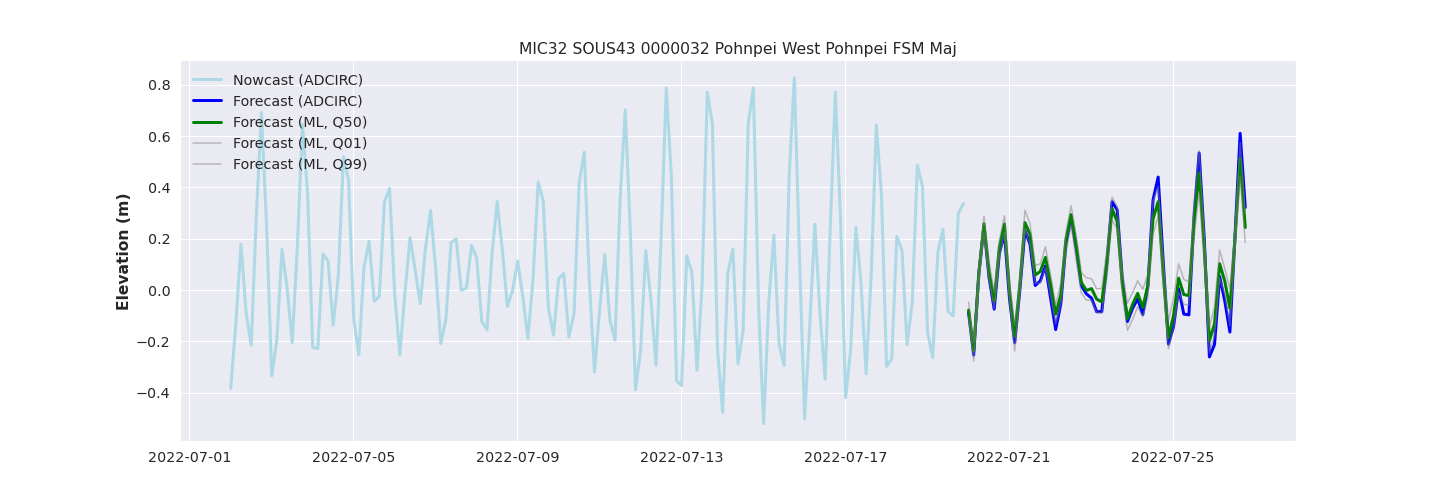 MIC32 SOUS43 0000032 Pohnpei West Pohnpei FSM Maj
Nowcast (ADCIRC)
Forecast (ADCIRC)
Forecast (ML, Q50)
Forecast (ML, Q01)
Forecast (ML, Q99)
Elevation (m)
0.8
0.6
0.4
0.2
0.0
−0.2
−0.4
2022-07-01
2022-07-05
2022-07-09
2022-07-13
2022-07-17
2022-07-21
2022-07-25